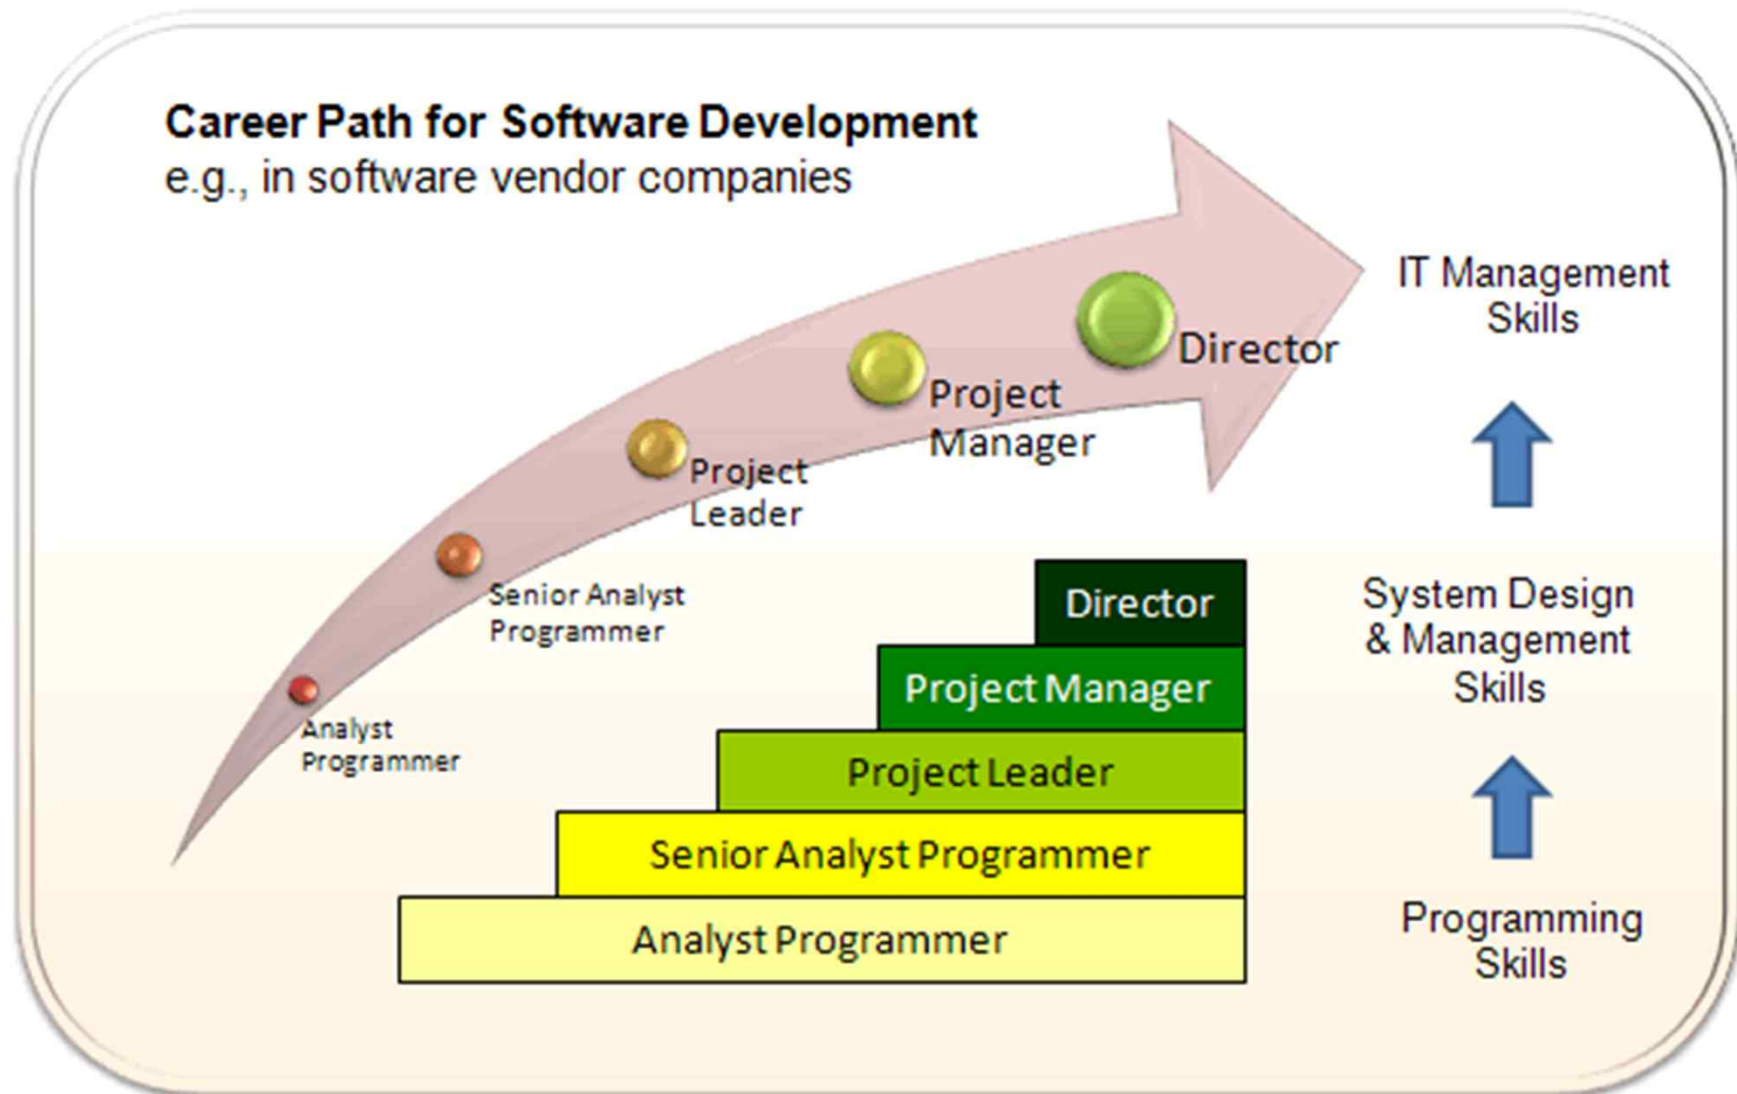 Career Path for Software Development
e.g., in software vendor companies
IT Management
Skills
Director
Project
Manager
Project
Leader
Senior Analyst
Programmer
Analyst
Programmer
Director
Project Manager
Project Leader
Senior Analyst Programmer
Analyst Programmer
System Design
& Management
Skills
Programming
Skills